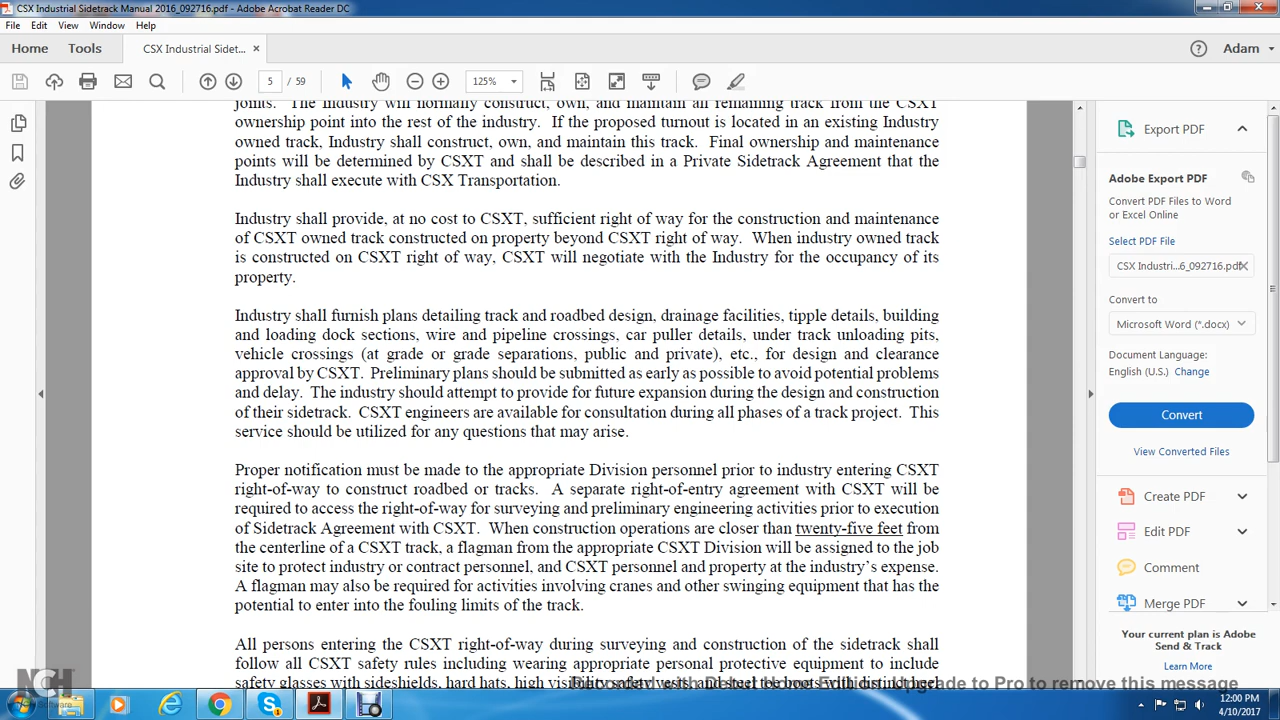 CSX Industrial Sidetrack Manual 2016_092716.pdf - Adobe Acrobat Reader DC
File Edit View Window Help
Home Tools CSX Industrial Sidet... × Adam
5 / 59 125%
joints. The Industry will normally construct, own, and maintain all remaining track from the CSXT
ownership point into the rest of the industry. If the proposed turnout is located in an existing Industry
owned track, Industry shall construct, own, and maintain this track. Final ownership and maintenance
points will be determined by CSXT and shall be described in a Private Sidetrack Agreement that the
Industry shall execute with CSX Transportation.
Industry shall provide, at no cost to CSXT, sufficient right of way for the construction and maintenance
of CSXT owned track constructed on property beyond CSXT right of way. When industry owned track
is constructed on CSXT right of way, CSXT will negotiate with the Industry for the occupancy of its
property.
Industry shall furnish plans detailing track and roadbed design, drainage facilities, tipple details, building
and loading dock sections, wire and pipeline crossings, car puller details, under track unloading pits,
vehicle crossings (at grade or grade separations, public and private), etc., for design and clearance
approval by CSXT. Preliminary plans should be submitted as early as possible to avoid potential problems
and delay. The industry should attempt to provide for future expansion during the design and construction
of their sidetrack. CSXT engineers are available for consultation during all phases of a track project. This
service should be utilized for any questions that may arise.
Proper notification must be made to the appropriate Division personnel prior to industry entering CSXT
right-of-way to construct roadbed or tracks. A separate right-of-entry agreement with CSXT will be
required to access the right-of-way for surveying and preliminary engineering activities prior to execution
of Sidetrack Agreement with CSXT. When construction operations are closer than twenty-five feet from
the centerline of a CSXT track, a flagman from the appropriate CSXT Division will be assigned to the job
site to protect industry or contract personnel, and CSXT personnel and property at the industry's expense.
A flagman may also be required for activities involving cranes and other swinging equipment that has the
potential to enter into the fouling limits of the track.
All persons entering the CSXT right-of-way during surveying and construction of the sidetrack shall
follow all CSXT safety rules including wearing appropriate personal protective equipment to include
safety glasses with sideshields, hard hats, high visibility safety vests and steel toe boots with distinct heel
Export PDF
Adobe Export PDF
Convert PDF Files to Word
or Excel Online
Select PDF File
CSX Industri...6_092716.pdf
Convert to
Microsoft Word (*.docx)
Document Language:
English (U.S.) Change
Convert
View Converted Files
Create PDF
Edit PDF
Comment
Merge PDF
Your current plan is Adobe
Send & Track
Learn More
NCH Software
Upgrade to Pro to remove this message
12:00 PM
4/10/2017